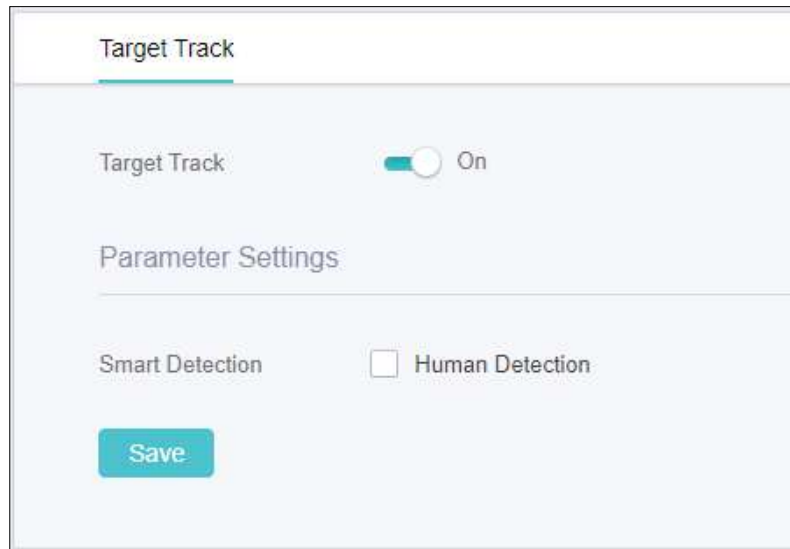 Target Track
Target Track On
Parameter Settings
Smart Detection Human Detection
Save